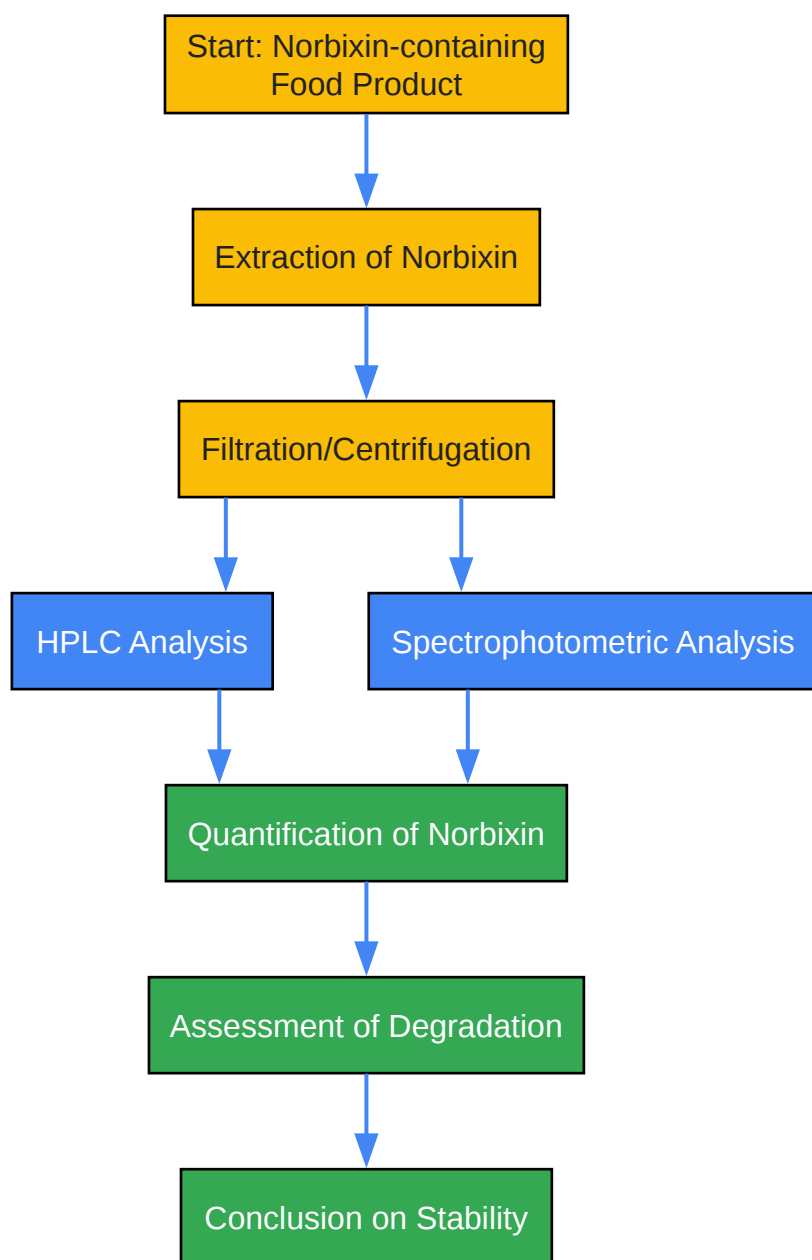 Start: Norbixin-containing
Food Product
Extraction of Norbixin
Filtration/Centrifugation
HPLC Analysis
Spectrophotometric Analysis
Quantification of Norbixin
Assessment of Degradation
Conclusion on Stability